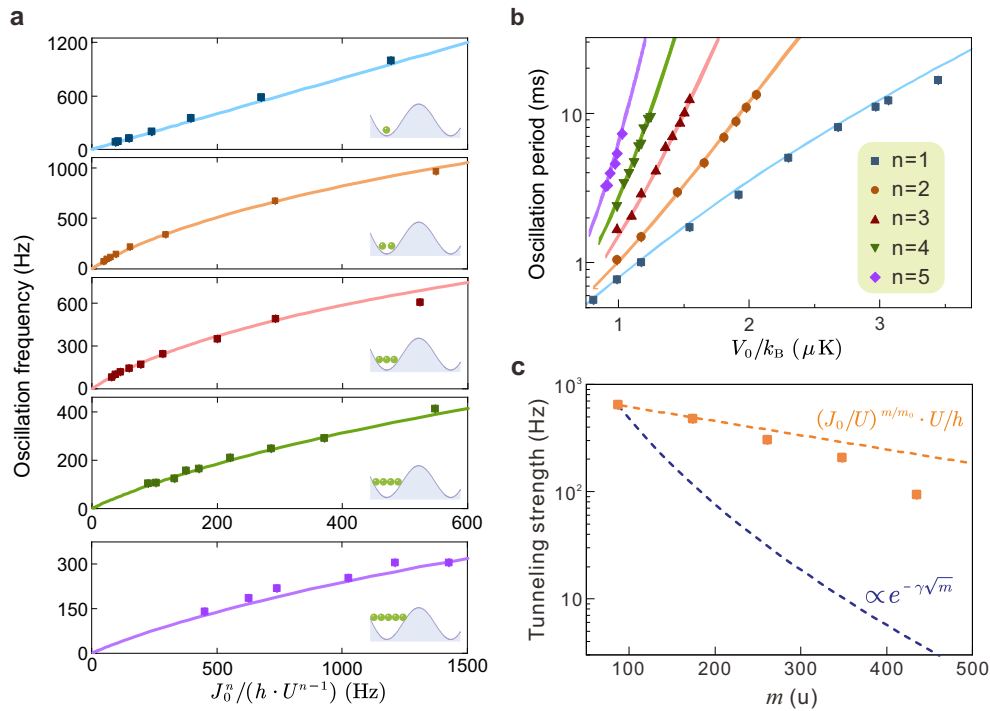 a
Oscillation frequency (Hz)
1200
600
0
1000
500
0
600
300
0
400
200
0
0 200 400 600
300
150
0
0 500 1000 1500
J_0^n/(h · U^{n−1}) (Hz)
b
Oscillation period (ms)
10
1
n=1
n=2
n=3
n=4
n=5
1 2 3
V_0/k_B (μK)
c
Tunneling strength (Hz)
10^3
10^2
10
(J_0/U)^{m/m_0} · U/h
∝e^{−γ√m}
100 200 300 400 500
m (u)